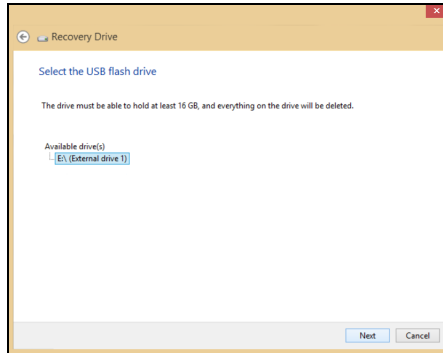 Recovery Drive
Select the USB flash drive
The drive must be able to hold at least 16 GB, and everything on the drive will be deleted.
Available drive(s)
E:\ (External drive 1)
Next Cancel